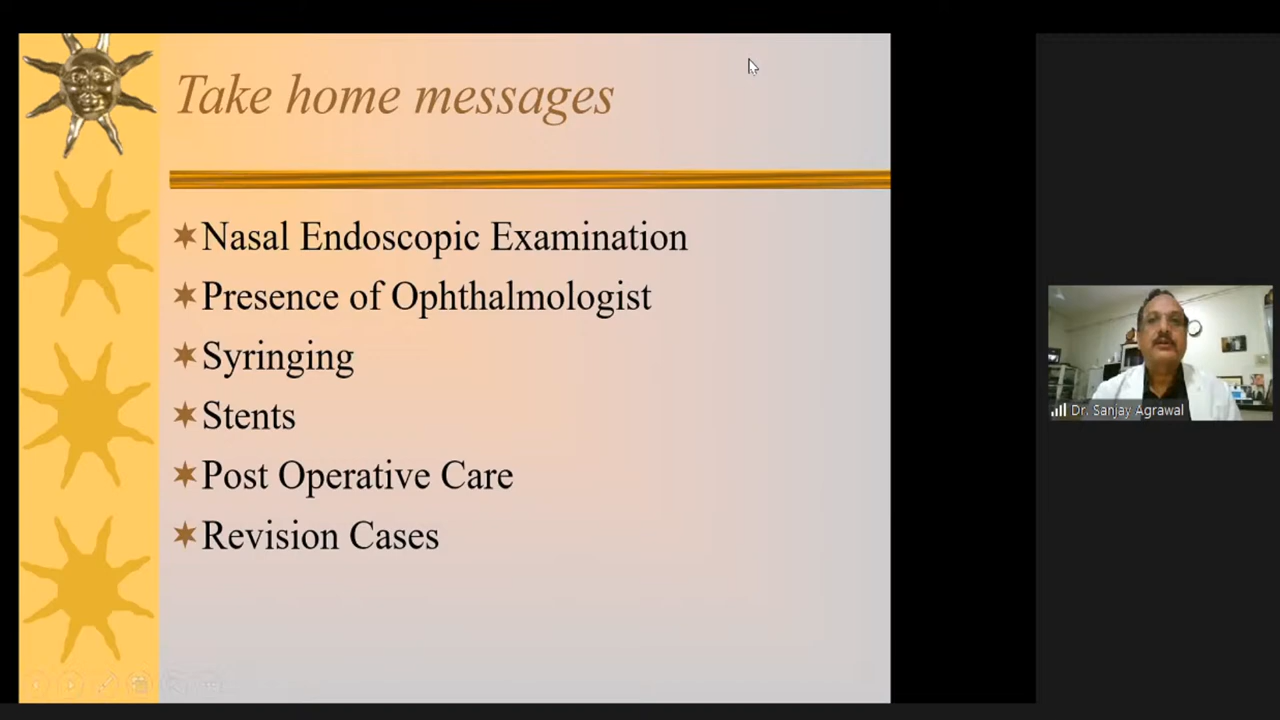 Take home messages
Nasal Endoscopic Examination
Presence of Ophthalmologist
Syringing
Stents
Post Operative Care
Revision Cases
Dr. Sanjay Agrawal